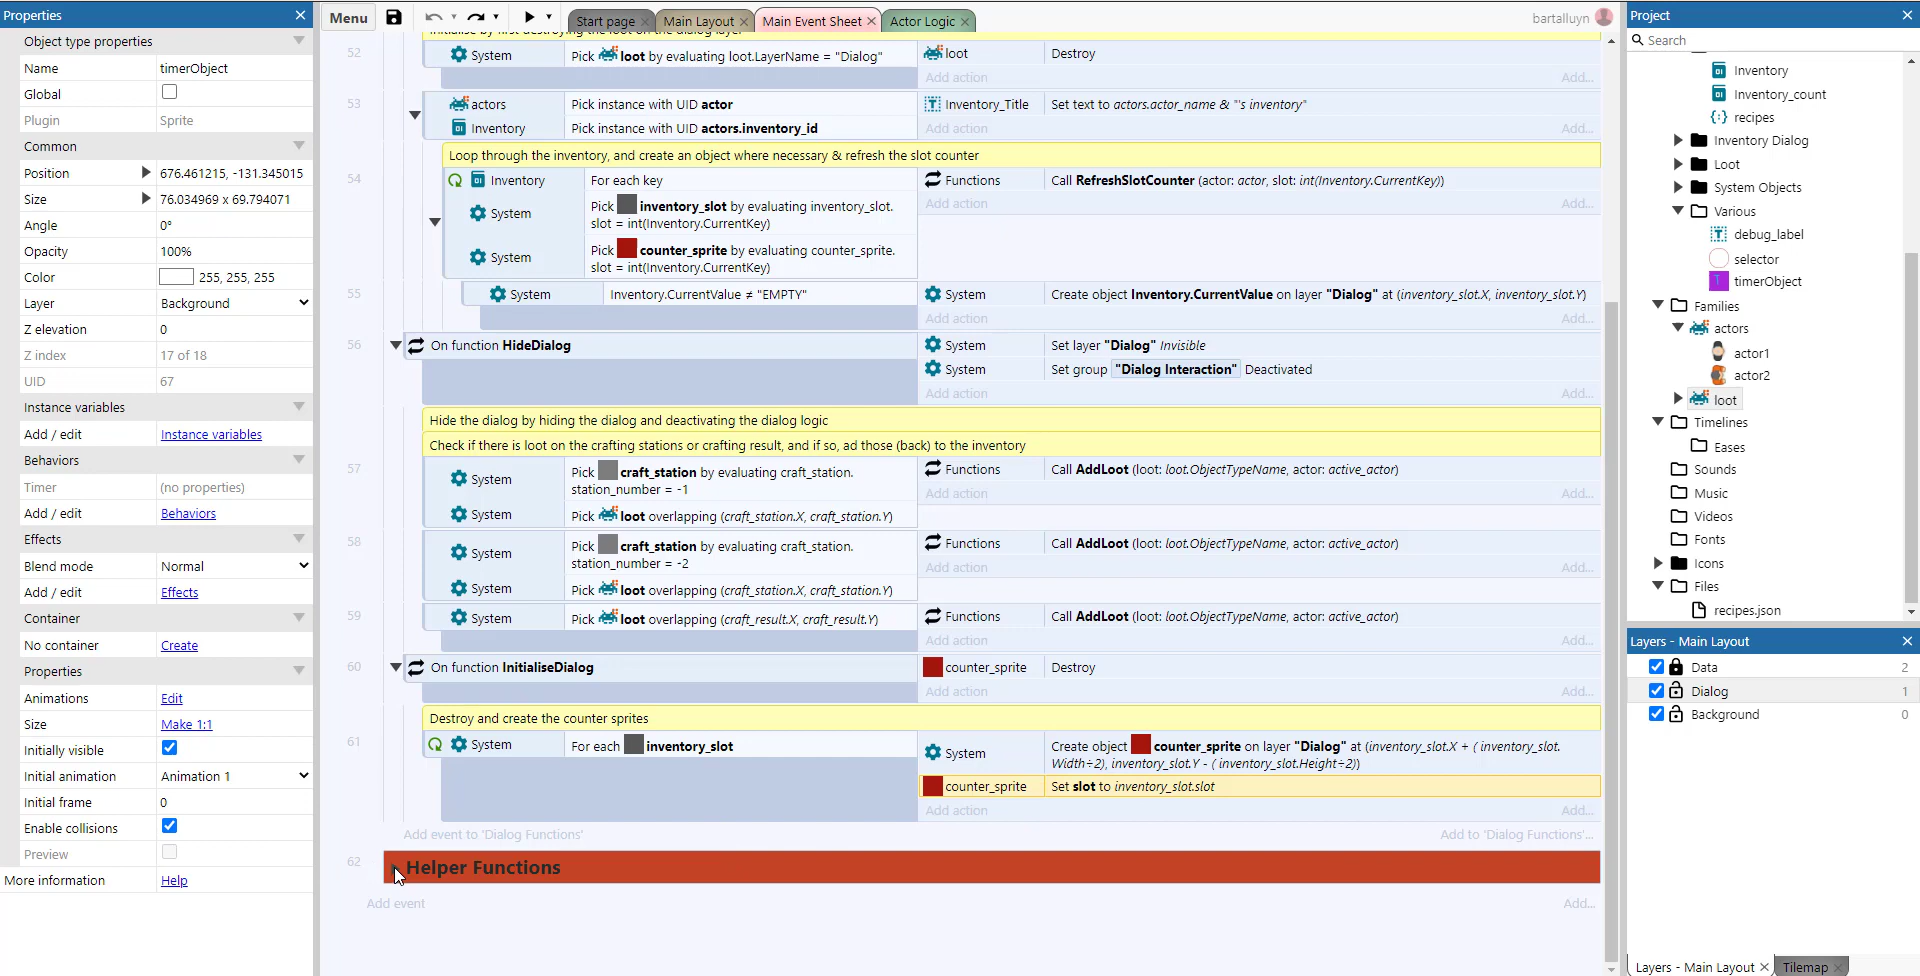 Properties
Object type properties
Name timerObject
Global
Plugin Sprite
Common
Position 676.461215, -131.345015
Size 76.034969 x 69.794071
Angle 0°
Opacity 100%
Color 255, 255, 255
Layer Background
Z elevation 0
Z index 17 of 18
UID 67
Instance variables
Add / edit Instance variables
Behaviors
Timer (no properties)
Add / edit Behaviors
Effects
Blend mode Normal
Add / edit Effects
Container
No container Create
Properties
Animations Edit
Size Make 1:1
Initially visible
Initial animation Animation 1
Initial frame 0
Enable collisions
Preview
More information Help
Menu
Start page
Main Layout
Main Event Sheet
Actor Logic
bartalluyn
52 System Pick loot by evaluating loot.LayerName = "Dialog" loot Destroy
Add action Add...
53 actors Pick instance with UID actor Inventory_Title Set text to actors.actor_name & "'s inventory"
Inventory Pick instance with UID actors.inventory_id Add action Add...
Loop through the inventory, and create an object where necessary & refresh the slot counter
54 Inventory For each key Functions Call RefreshSlotCounter (actor: actor, slot: int(Inventory.CurrentKey))
Add action Add...
System Pick inventory_slot by evaluating inventory_slot.
slot = int(Inventory.CurrentKey)
System Pick counter_sprite by evaluating counter_sprite.
slot = int(Inventory.CurrentKey)
55 System Inventory.CurrentValue ≠ "EMPTY" System Create object Inventory.CurrentValue on layer "Dialog" at (inventory_slot.X, inventory_slot.Y)
Add action Add...
56 On function HideDialog System Set layer "Dialog" Invisible
System Set group "Dialog Interaction" Deactivated
Add action Add...
Hide the dialog by hiding the dialog and deactivating the dialog logic
Check if there is loot on the crafting stations or crafting result, and if so, ad those (back) to the inventory
57 System Pick craft_station by evaluating craft_station.
station_number = -1 Functions Call AddLoot (loot: loot.ObjectTypeName, actor: active_actor)
Add action Add...
System Pick loot overlapping (craft_station.X, craft_station.Y)
58 System Pick craft_station by evaluating craft_station.
station_number = -2 Functions Call AddLoot (loot: loot.ObjectTypeName, actor: active_actor)
Add action Add...
System Pick loot overlapping (craft_station.X, craft_station.Y)
59 System Pick loot overlapping (craft_result.X, craft_result.Y) Functions Call AddLoot (loot: loot.ObjectTypeName, actor: active_actor)
Add action Add...
60 On function InitialiseDialog counter_sprite Destroy
Add action Add...
Destroy and create the counter sprites
61 System For each inventory_slot System Create object counter_sprite on layer "Dialog" at (inventory_slot.X + ( inventory_slot.
Width÷2), inventory_slot.Y - ( inventory_slot.Height÷2))
counter_sprite Set slot to inventory_slot.slot
Add action Add...
Add event to 'Dialog Functions' Add to 'Dialog Functions'...
62 Helper Functions
Add event Add...
Project
Search
Inventory
Inventory_count
recipes
Inventory Dialog
Loot
System Objects
Various
debug_label
selector
timerObject
Families
actors
actor1
actor2
loot
Timelines
Eases
Sounds
Music
Videos
Fonts
Icons
Files
recipes.json
Layers - Main Layout
Data 2
Dialog 1
Background 0
Layers - Main Layout
Tilemap